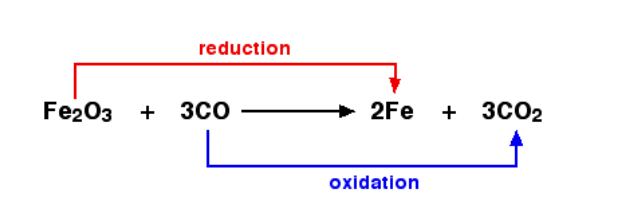 reduction
Fe₂O₃ + 3CO ⟶ 2Fe + 3CO₂
oxidation